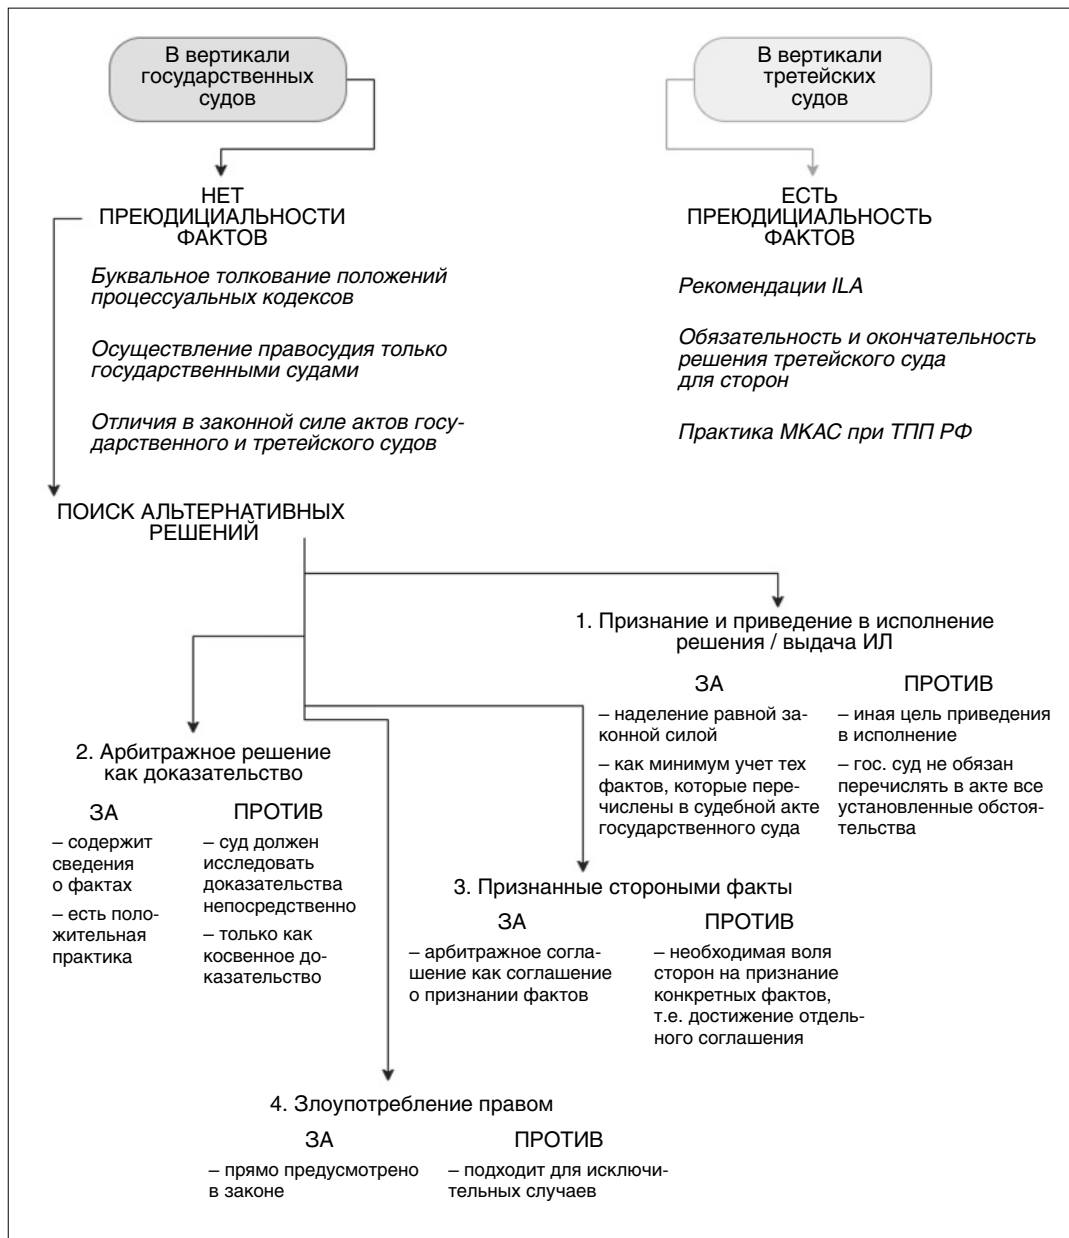 В вертикали
государственных
судов
В вертикали
третейских
судов
НЕТ
ПРЕЮДИЦИАЛЬНОСТИ
ФАКТОВ
Буквальное толкование положений
процессуальных кодексов
Осуществление правосудия только
государственными судами
Отличия в законной силе актов госу-
дарственного и третейского судов
ЕСТЬ
ПРЕЮДИЦИАЛЬНОСТЬ
ФАКТОВ
Рекомендации ILA
Обязательность и окончательность
решения третейского суда
для сторон
Практика МКАС при ТПП РФ
ПОИСК АЛЬТЕРНАТИВНЫХ
РЕШЕНИЙ
1. Признание и приведение в исполнение
решения / выдача ИЛ
ЗА
– наделение равной за-
конной силой
– как минимум учет тех
фактов, которые пере-
числены в судебной акте
государственного суда
ПРОТИВ
– иная цель приведения
в исполнение
– гос. суд не обязан
перечислять в акте все
установленные обстоя-
тельства
2. Арбитражное решение
как доказательство
ЗА
– содержит
сведения
о фактах
– есть поло-
жительная
практика
ПРОТИВ
– суд должен
исследовать
доказательства
непосредственно
– только как
косвенное до-
казательство
3. Признанные стороными факты
ЗА
– арбитражное согла-
шение как соглашение
о признании фактов
ПРОТИВ
– необходимая воля
сторон на признание
конкретных фактов,
т.е. достижение отдель-
ного соглашения
4. Злоупотребление правом
ЗА
– прямо предусмотрено
в законе
ПРОТИВ
– подходит для исключи-
тельных случаев